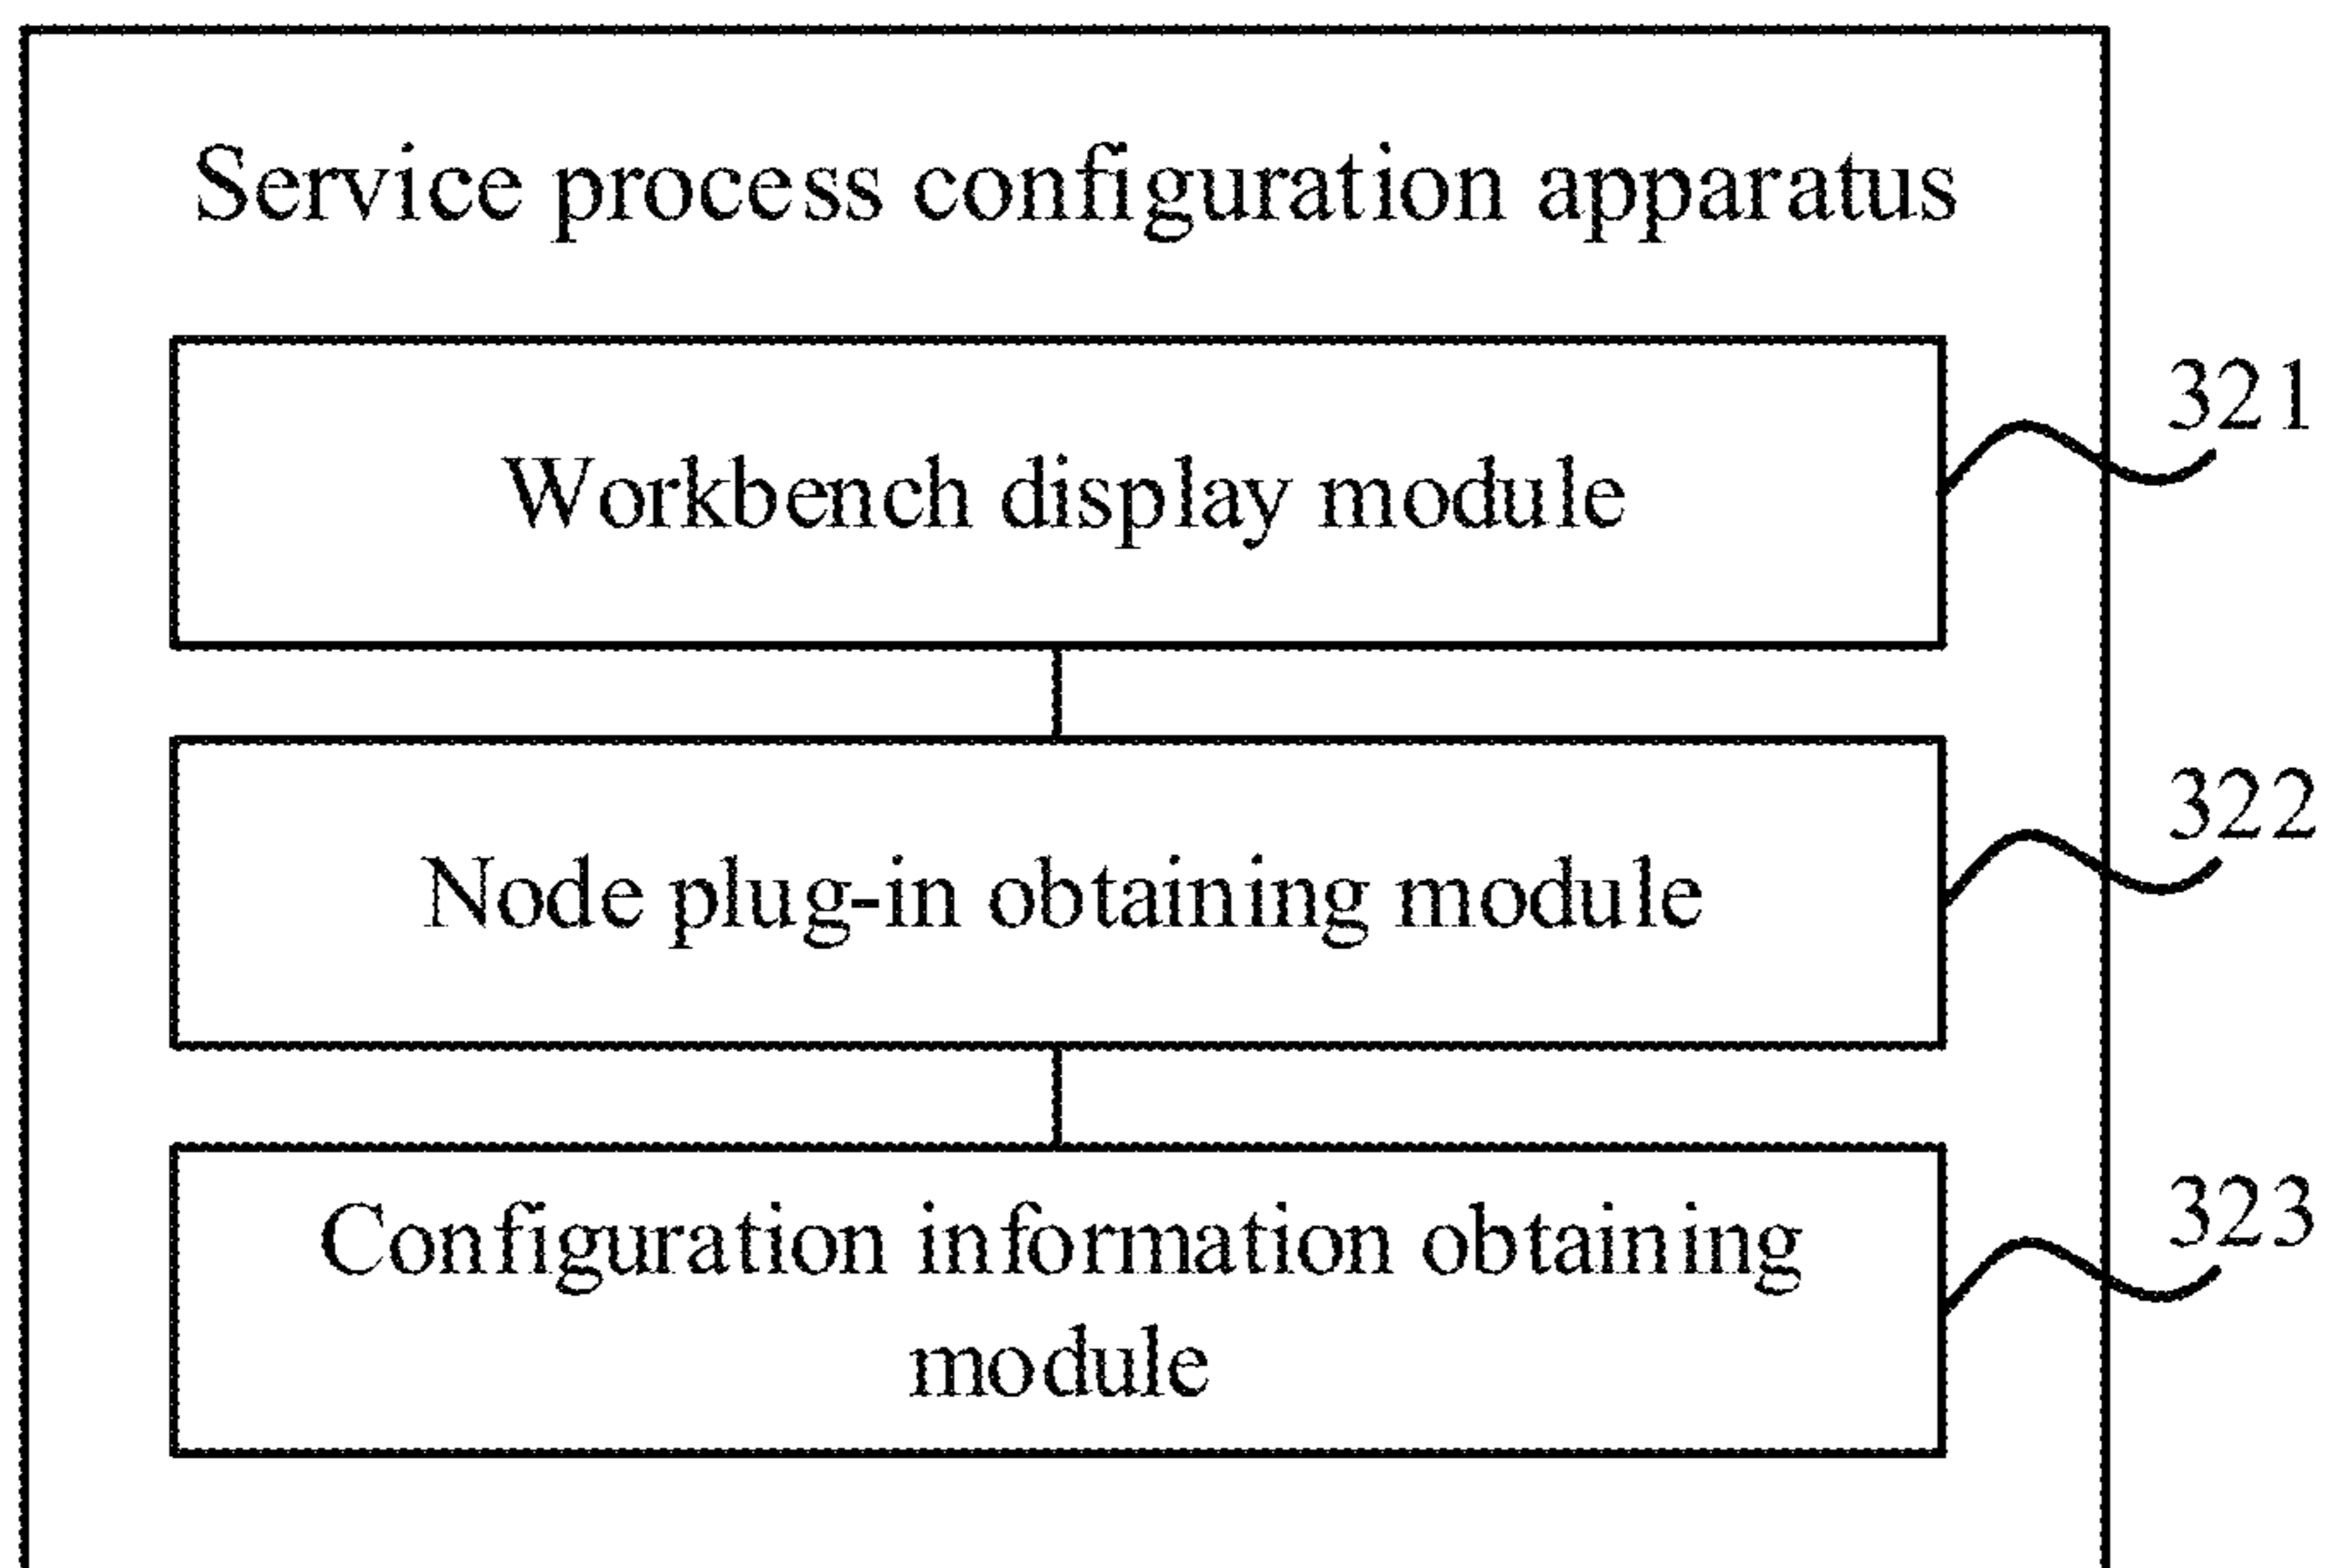 Service process configuration apparatus
321
Workbench display module
322
Node plug-in obtaining module
323
Configuration information obtaining
module